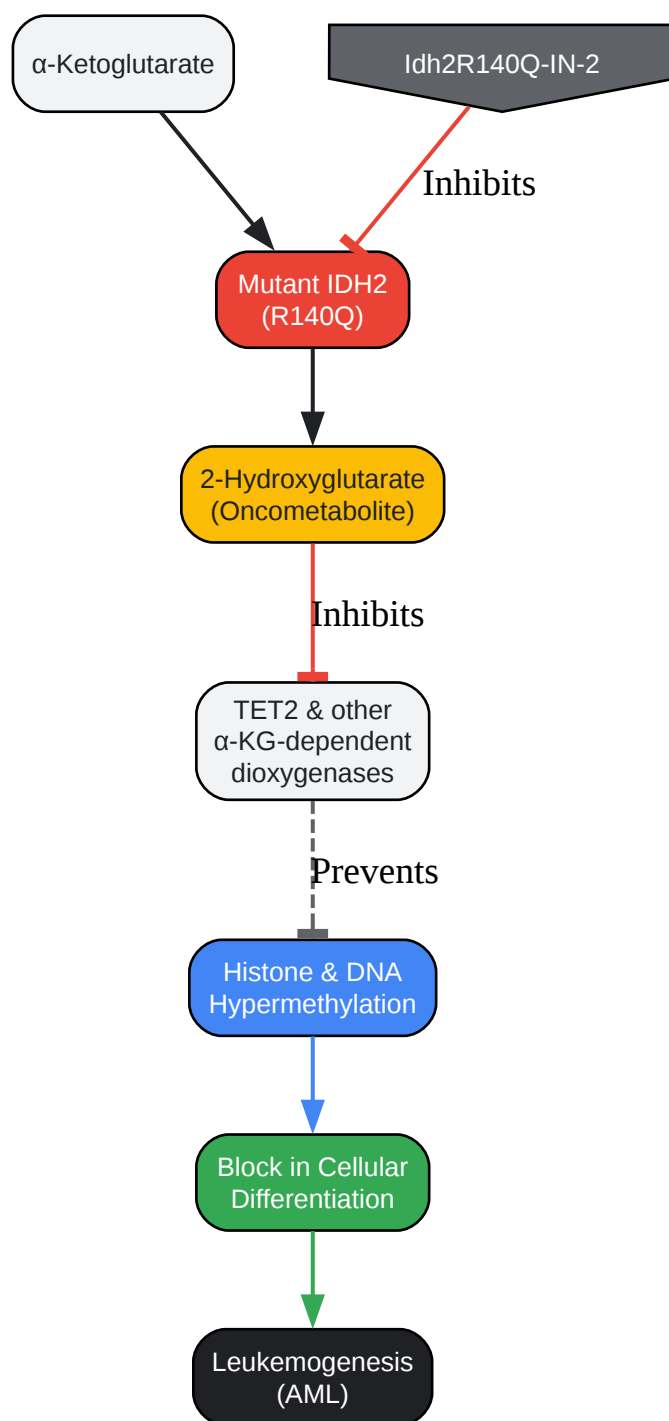 α-Ketoglutarate
Idh2R140Q-IN-2
Inhibits
Mutant IDH2
(R140Q)
2-Hydroxyglutarate
(Oncometabolite)
Inhibits
TET2 & other
α-KG-dependent
dioxygenases
Prevents
Histone & DNA
Hypermethylation
Block in Cellular
Differentiation
Leukemogenesis
(AML)